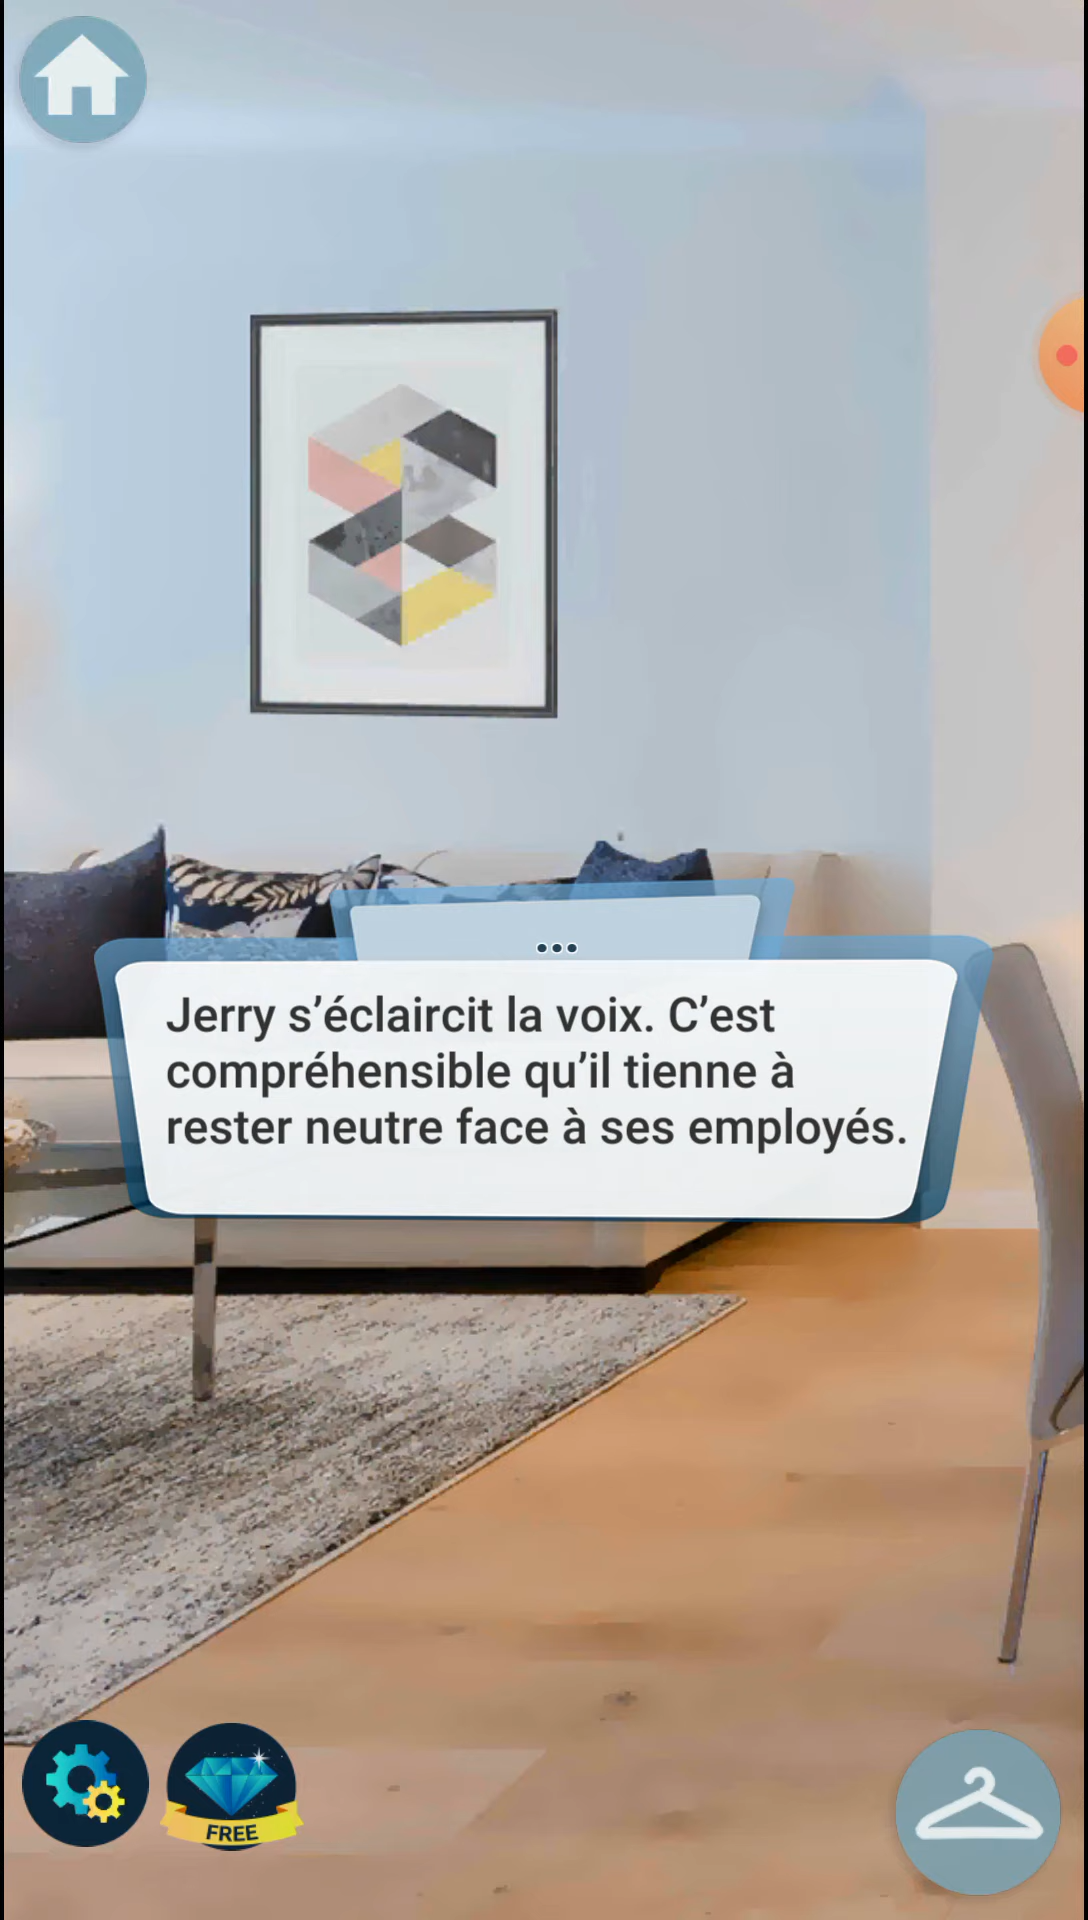 ...
Jerry s’éclaircit la voix. C’est
compréhensible qu’il tienne à
rester neutre face à ses employés.
FREE